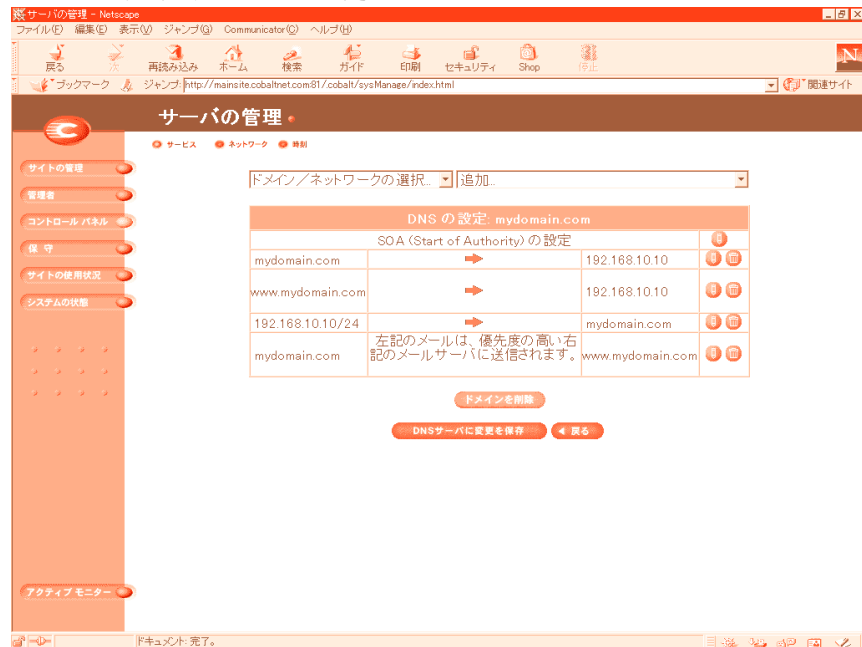 サーバの管理 - Netscape
ファイル(F) 編集(E) 表示(V) ジャンプ(G) Communicator(C) ヘルプ(H)
戻る 次 再読み込み ホーム 検索 ガイド 印刷 セキュリティ Shop 停止
N
ブックマーク ジャンプ: http://mainsite.cobaltnet.com:81/.cobalt/sysManage/index.html 関連サイト
サーバの管理
サービス ネットワーク 時刻
サイトの管理
管理者
コントロール パネル
保 守
サイトの使用状況
システムの状態
アクティブ モニター
ドメイン／ネットワークの選択... 追加...
DNS の設定: mydomain.com
SOA (Start of Authority) の設定
mydomain.com 192.168.10.10
www.mydomain.com 192.168.10.10
192.168.10.10/24 mydomain.com
mydomain.com 左記のメールは、優先度の高い右記のメールサーバに送信されます。 www.mydomain.com
ドメインを削除
DNSサーバに変更を保存 戻る
ドキュメント: 完了。